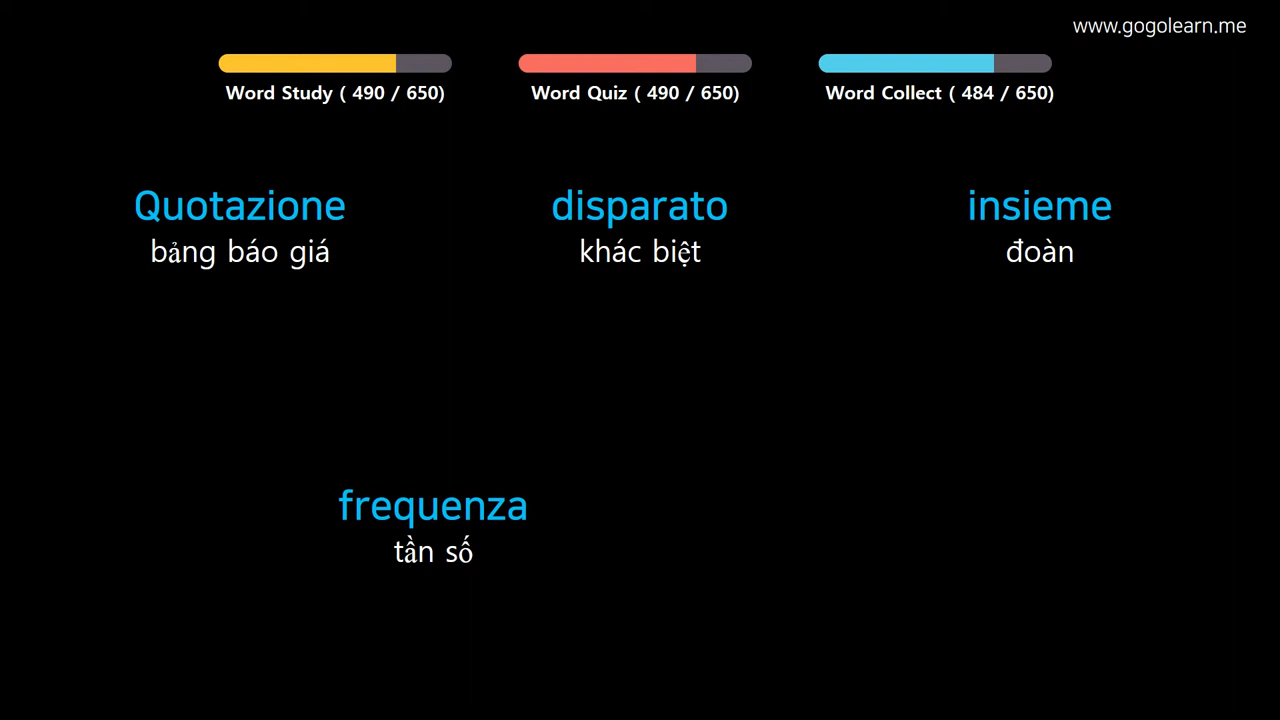 www.gogolearn.me
Word Study ( 490 / 650)
Word Quiz ( 490 / 650)
Word Collect ( 484 / 650)
Quotazione
bảng báo giá
disparato
khác biệt
insieme
đoàn
frequenza
tần số